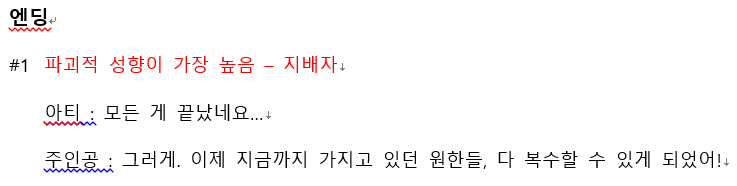 엔딩
#1 파괴적 성향이 가장 높음 – 지배자
아티 : 모든 게 끝났네요...
주인공 : 그러게. 이제 지금까지 가지고 있던 원한들, 다 복수할 수 있게 되었어!